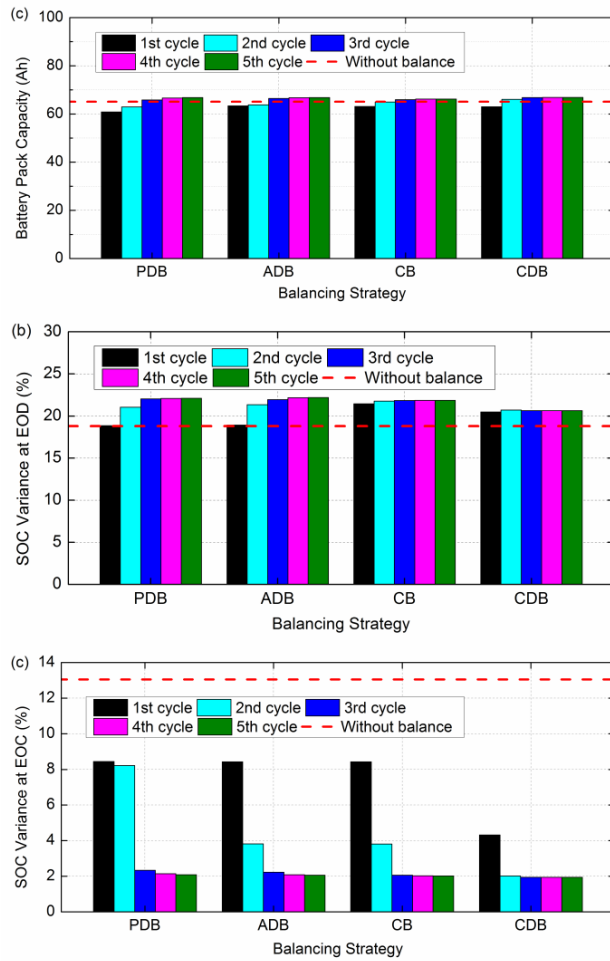 (c)
100
80
60
40
20
0
Battery Pack Capacity (Ah)
1st cycle 2nd cycle 3rd cycle
4th cycle 5th cycle Without balance
PDB ADB CB CDB
Balancing Strategy
(b)
30
25
20
15
10
5
0
SOC Variance at EOD (%)
1st cycle 2nd cycle 3rd cycle
4th cycle 5th cycle Without balance
PDB ADB CB CDB
Balancing Strategy
(c)
14
12
10
8
6
4
2
0
SOC Variance at EOC (%)
1st cycle 2nd cycle 3rd cycle
4th cycle 5th cycle Without balance
PDB ADB CB CDB
Balancing Strategy